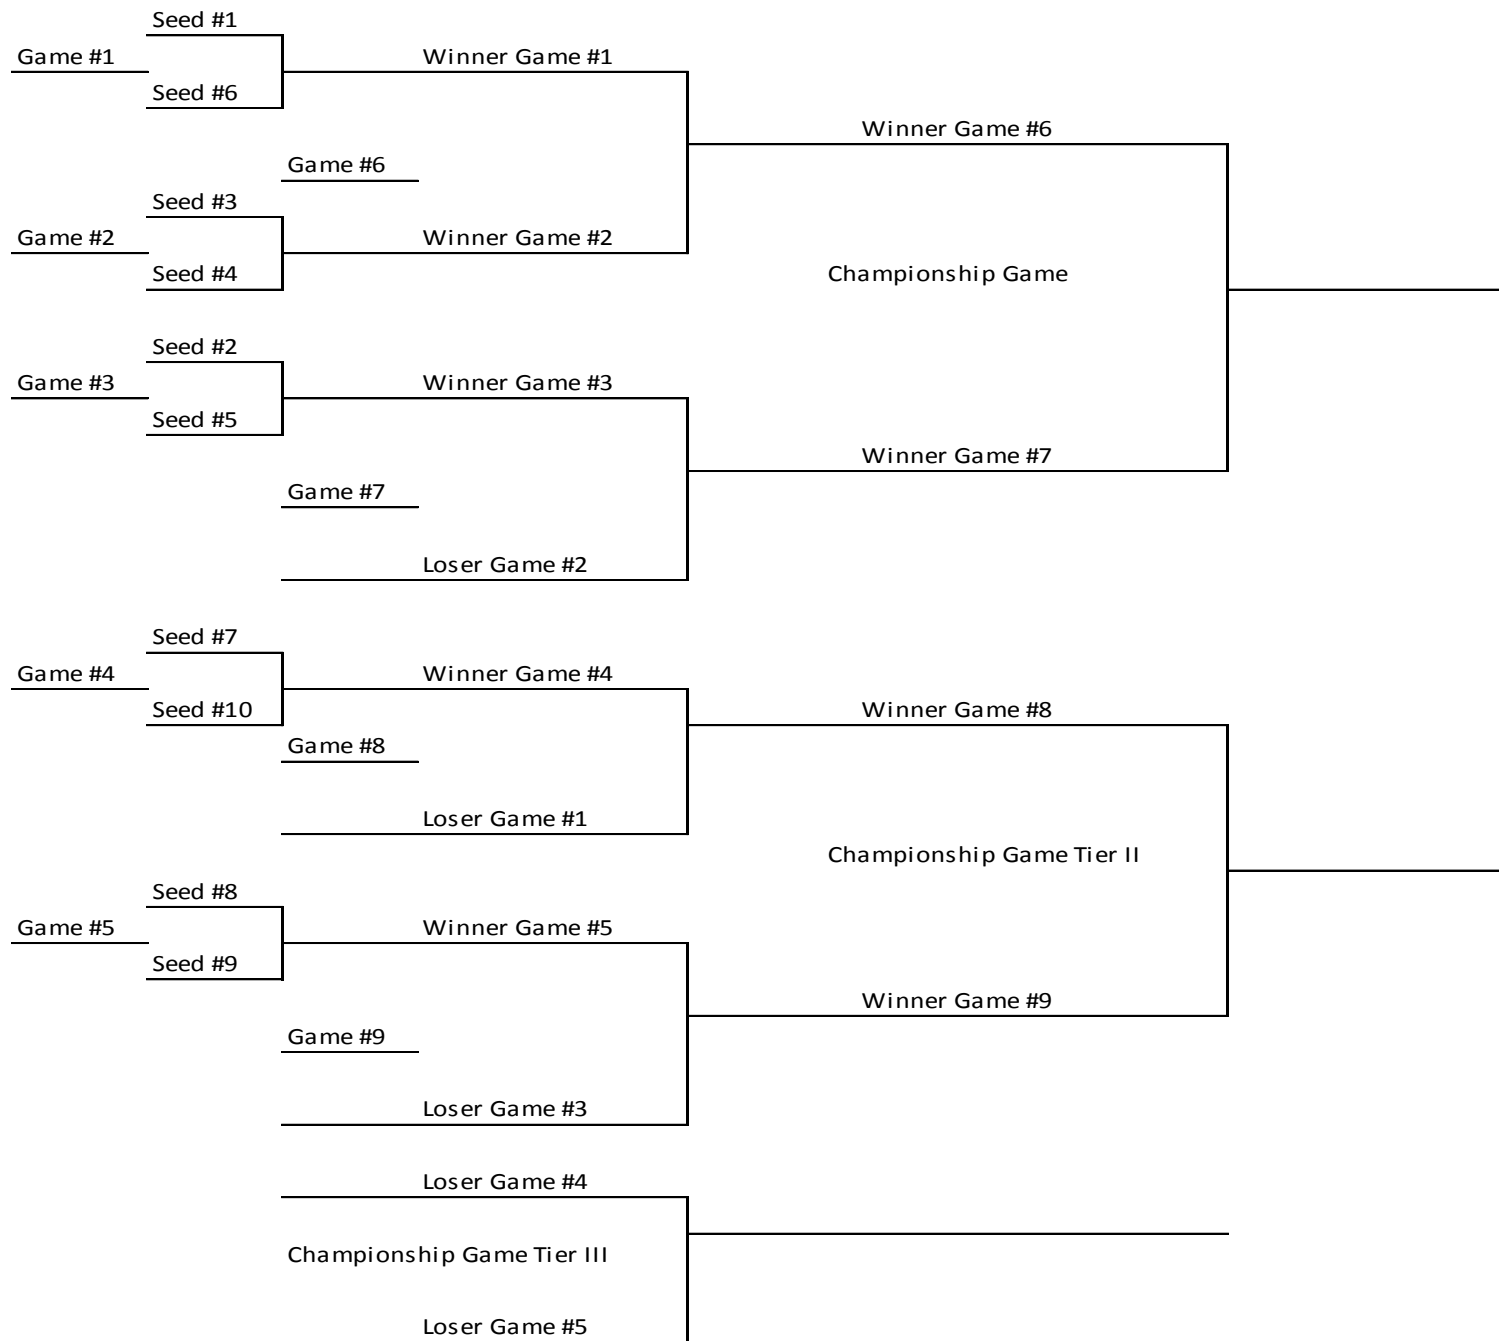 Seed #1
Game #1
Winner Game #1
Seed #6
Winner Game #6
Game #6
Seed #3
Game #2
Winner Game #2
Seed #4
Championship Game
Seed #2
Game #3
Winner Game #3
Seed #5
Winner Game #7
Game #7
Loser Game #2
Seed #7
Game #4
Winner Game #4
Seed #10
Winner Game #8
Game #8
Loser Game #1
Championship Game Tier II
Seed #8
Game #5
Winner Game #5
Seed #9
Winner Game #9
Game #9
Loser Game #3
Loser Game #4
Championship Game Tier III
Loser Game #5